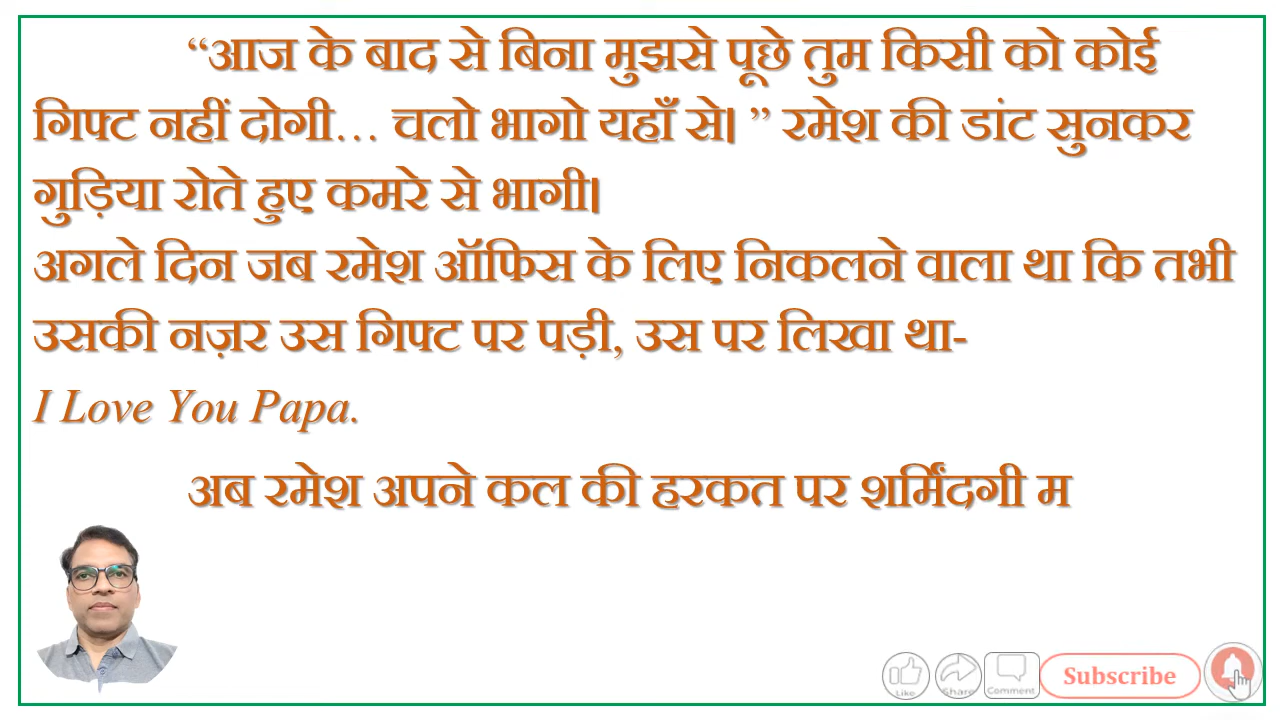 “आज के बाद से बिना मुझसे पूछे तुम किसी को कोई
गिफ्ट नहीं दोगी… चलो भागो यहाँ से। ” रमेश की डांट सुनकर
गुड़िया रोते हुए कमरे से भागी।
अगले दिन जब रमेश ऑफिस के लिए निकलने वाला था कि तभी
उसकी नज़र उस गिफ्ट पर पड़ी, उस पर लिखा था-
I Love You Papa.
अब रमेश अपने कल की हरकत पर शर्मिंदगी म
Like
Share
Comment
Subscribe